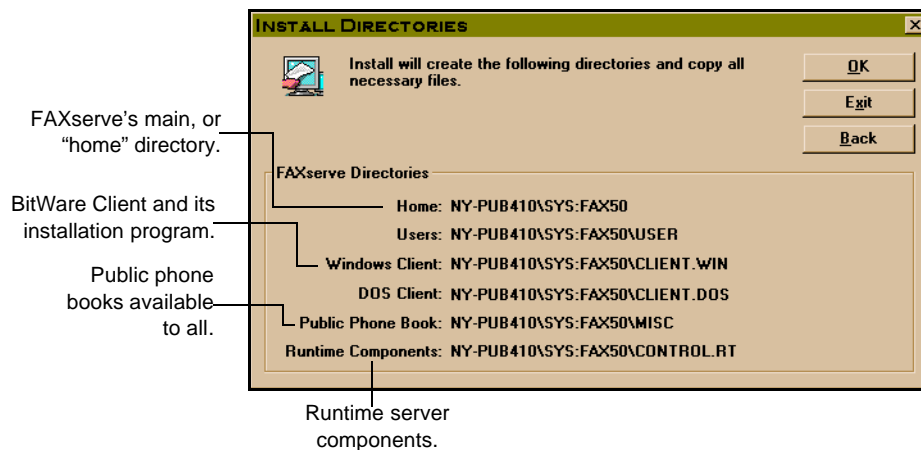 INSTALL DIRECTORIES
Install will create the following directories and copy all
necessary files.
OK
Exit
Back
FAXserve’s main, or
“home” directory.
BitWare Client and its
installation program.
Public phone
books available
to all.
FAXserve Directories
Home: NY-PUB410\SYS:FAX50
Users: NY-PUB410\SYS:FAX50\USER
Windows Client: NY-PUB410\SYS:FAX50\CLIENT.WIN
DOS Client: NY-PUB410\SYS:FAX50\CLIENT.DOS
Public Phone Book: NY-PUB410\SYS:FAX50\MISC
Runtime Components: NY-PUB410\SYS:FAX50\CONTROL.RT
Runtime server
components.